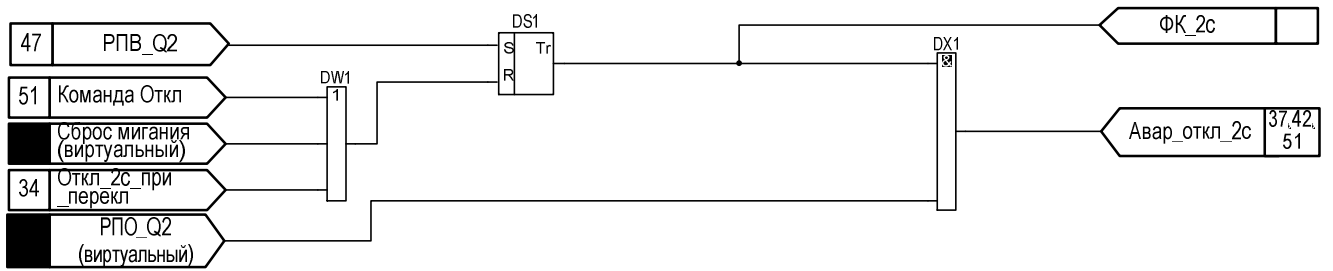 47
РПВ_Q2
DS1
S
Tr
R
ФК_2с
DX1
&
DW1
1
51
Команда Откл
Сброс мигания
(виртуальный)
34
Откл_2с_при
_перекл
РПО_Q2
(виртуальный)
Авар_откл_2с
37,42,
51